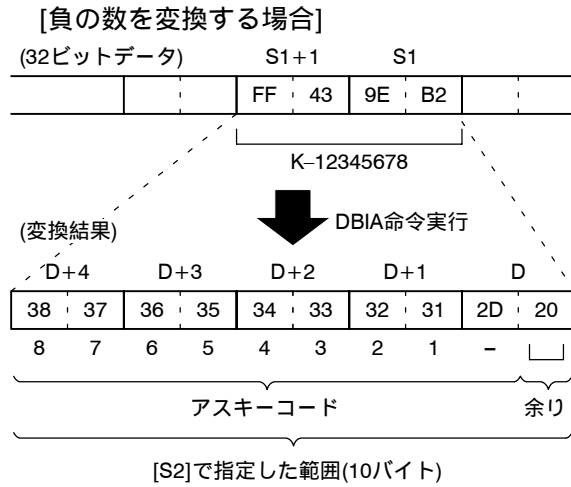 [負の数を変換する場合]
(32ビットデータ) S1+1 S1
FF 43 9E B2
K–12345678
DBIA命令実行
(変換結果)
D+4 D+3 D+2 D+1 D
38 37 36 35 34 33 32 31 2D 20
8 7 6 5 4 3 2 1 –
アスキーコード 余り
[S2]で指定した範囲(10バイト)